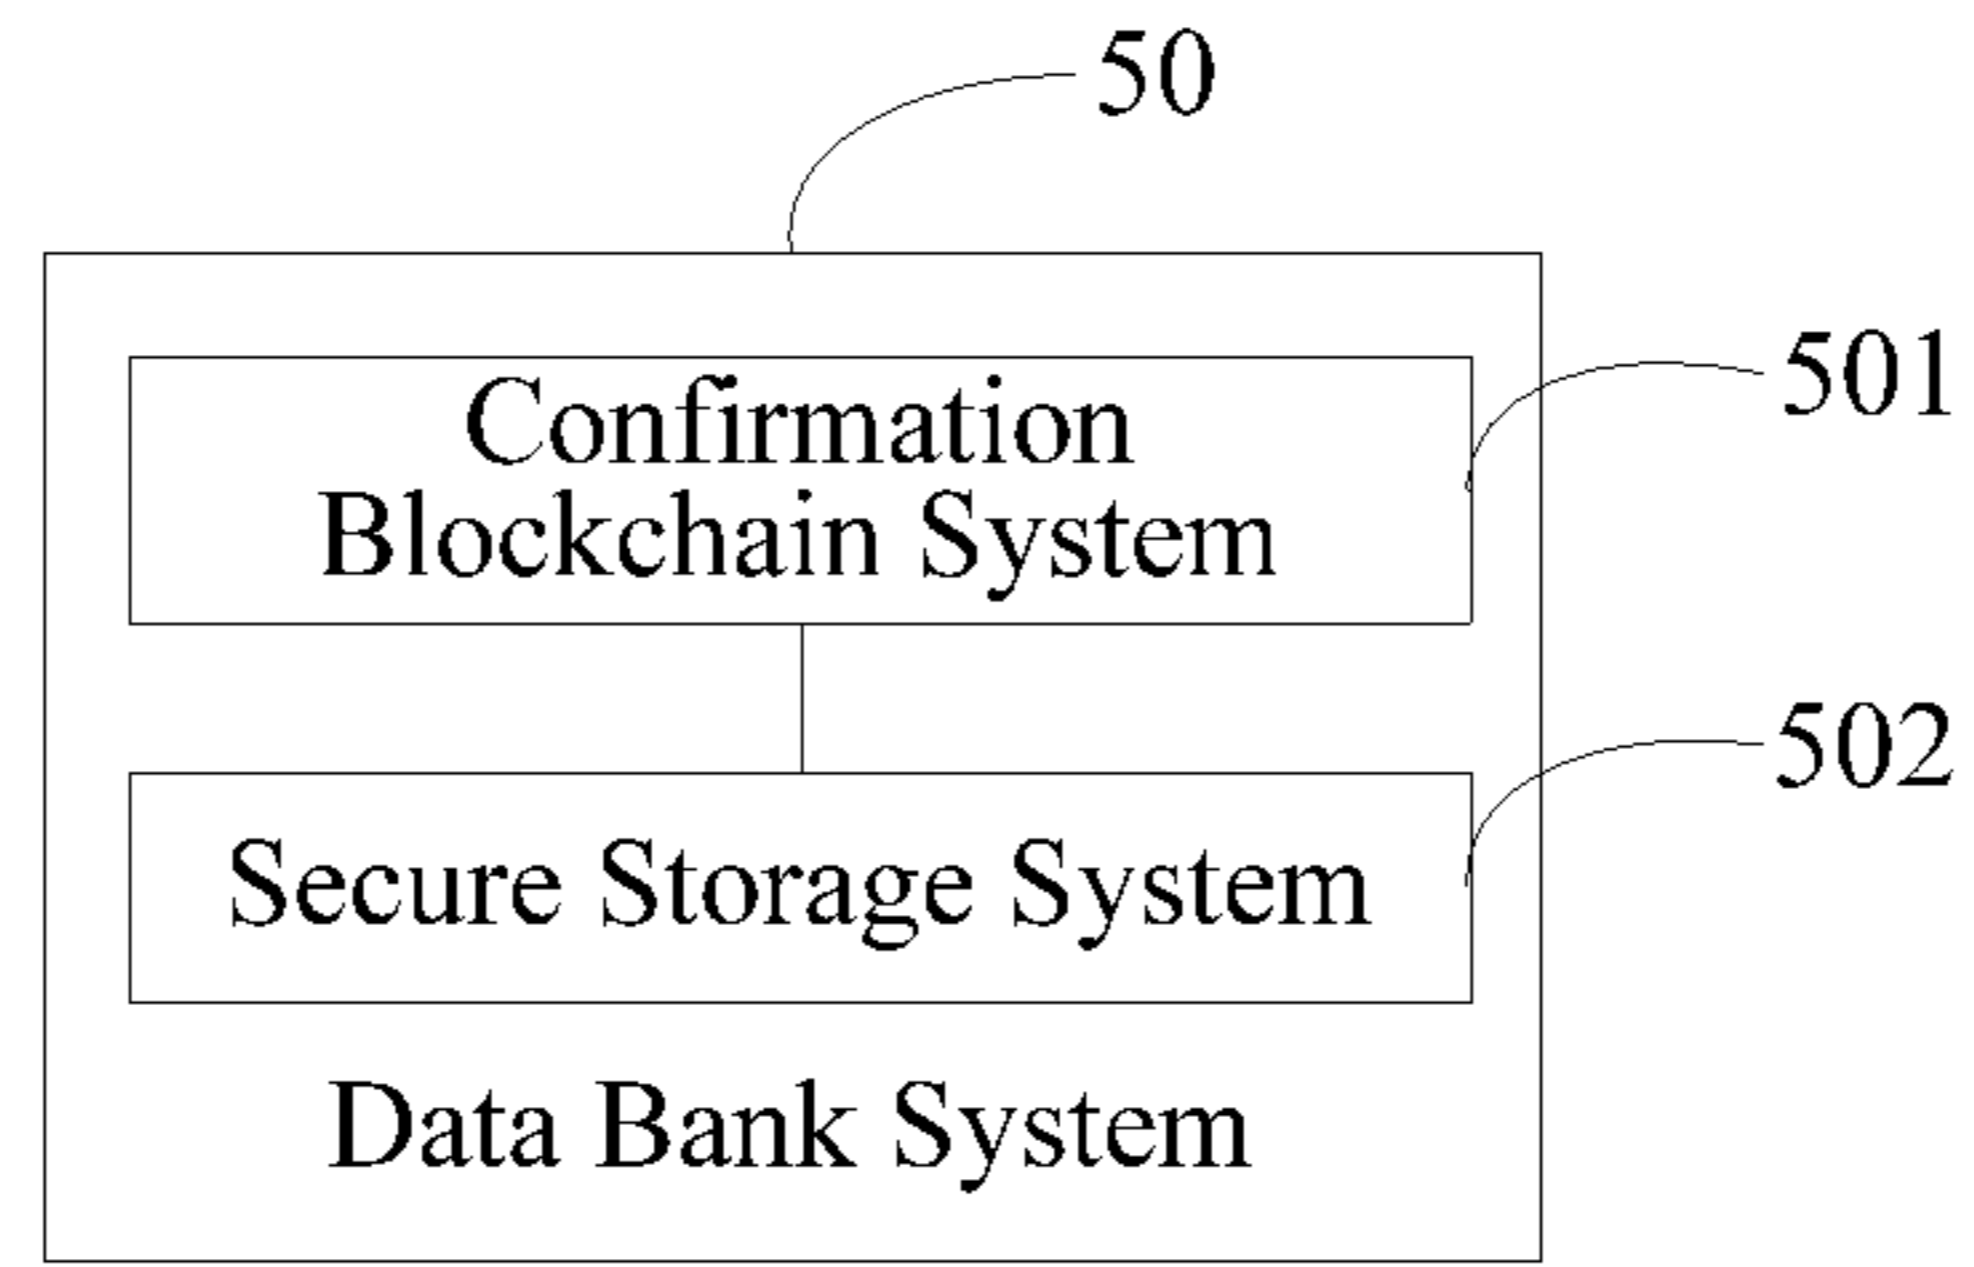 50
Confirmation
Blockchain System
501
Secure Storage System
502
Data Bank System